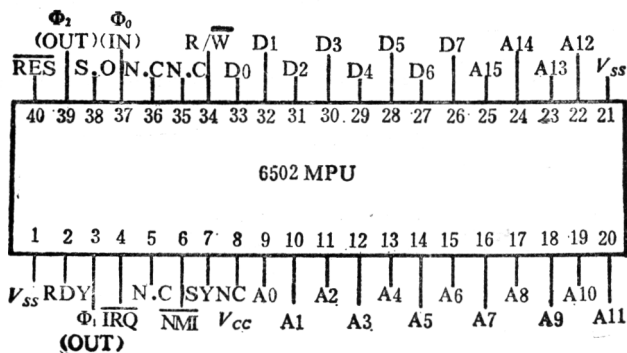 Φ₂ Φ₀
(OUT)(IN) R/W̅ D1 D3 D5 D7 A14 A12
R̅E̅S̅ S.O N.C N.C D0 D2 D4 D6 A15 A13 Vss
40 39 38 37 36 35 34 33 32 31 30 29 28 27 26 25 24 23 22 21
6502 MPU
1 2 3 4 5 6 7 8 9 10 11 12 13 14 15 16 17 18 19 20
Vss RDY N.C SYNC A0 A2 A4 A6 A8 A10
Φ₁ I̅R̅Q̅ N̅M̅I̅ Vcc A1 A3 A5 A7 A9 A11
(OUT)